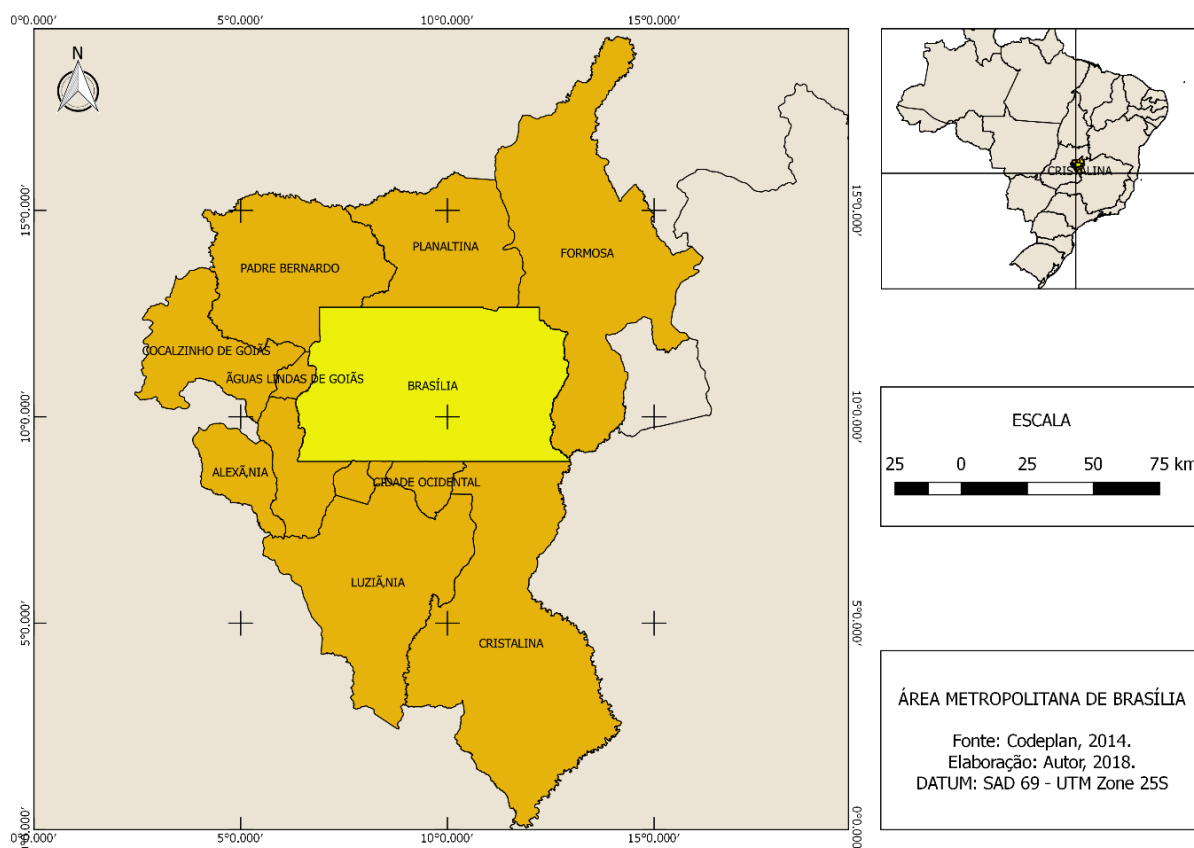 0°0.000′ 5°0.000′ 10°0.000′ 15°0.000′
N
15°0.000′
10°0.000′
5°0.000′
PLANALTINA
FORMOSA
PADRE BERNARDO
COCALZINHO DE GOIÃS
ÃGUAS LINDAS DE GOIÃS
BRASÍLIA
ALEXÃ‚NIA
CIDADE OCIDENTAL
LUZIÃ‚NIA
CRISTALINA
15°0.000′
10°0.000′
5°0.000′
0°0.000′
0°0.000′ 5°0.000′ 10°0.000′ 15°0.000′
CRISTALINA
ESCALA
25 0 25 50 75 km
ÁREA METROPOLITANA DE BRASÍLIA
Fonte: Codeplan, 2014.
Elaboração: Autor, 2018.
DATUM: SAD 69 - UTM Zone 25S